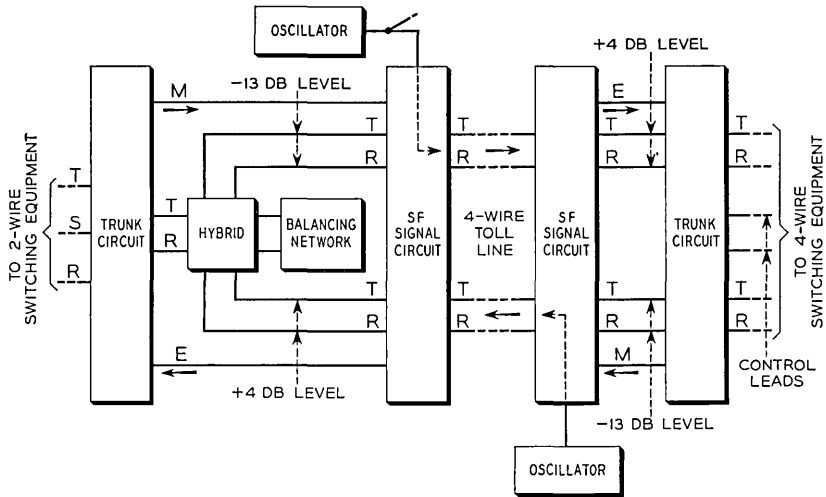 OSCILLATOR
+4 DB LEVEL
-13 DB LEVEL
M
E
T
T
T
T
R
R
R
R
TO 2-WIRE
SWITCHING EQUIPMENT
T
S
R
TRUNK
CIRCUIT
T
R
HYBRID
BALANCING
NETWORK
SF
SIGNAL
CIRCUIT
4-WIRE
TOLL
LINE
SF
SIGNAL
CIRCUIT
TRUNK
CIRCUIT
TO 4-WIRE
SWITCHING EQUIPMENT
T
T
T
T
R
R
R
R
E
M
+4 DB LEVEL
CONTROL
LEADS
-13 DB LEVEL
OSCILLATOR